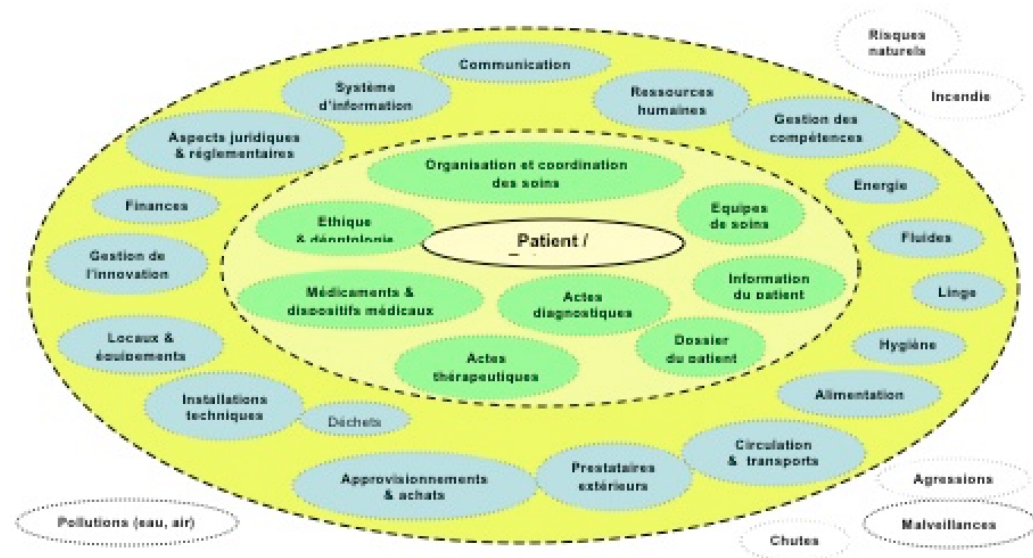 Risques
naturels
Incendie
Communication
Système
d'information
Ressources
humaines
Gestion des
compétences
Aspects juridiques
& réglementaires
Organisation et coordination
des soins
Energie
Finances
Ethique
& déontologie
Equipes
de soins
Patient /
Fluides
Gestion de
l'innovation
Information
du patient
Médicaments &
dispositifs médicaux
Actes
diagnostiques
Linge
Locaux &
équipements
Dossier
du patient
Hygiène
Actes
thérapeutiques
Installations
techniques
Alimentation
Déchets
Circulation
& transports
Approvisionnements
& achats
Prestataires
extérieurs
Agressions
Pollutions (eau, air)
Malveillances
Chutes